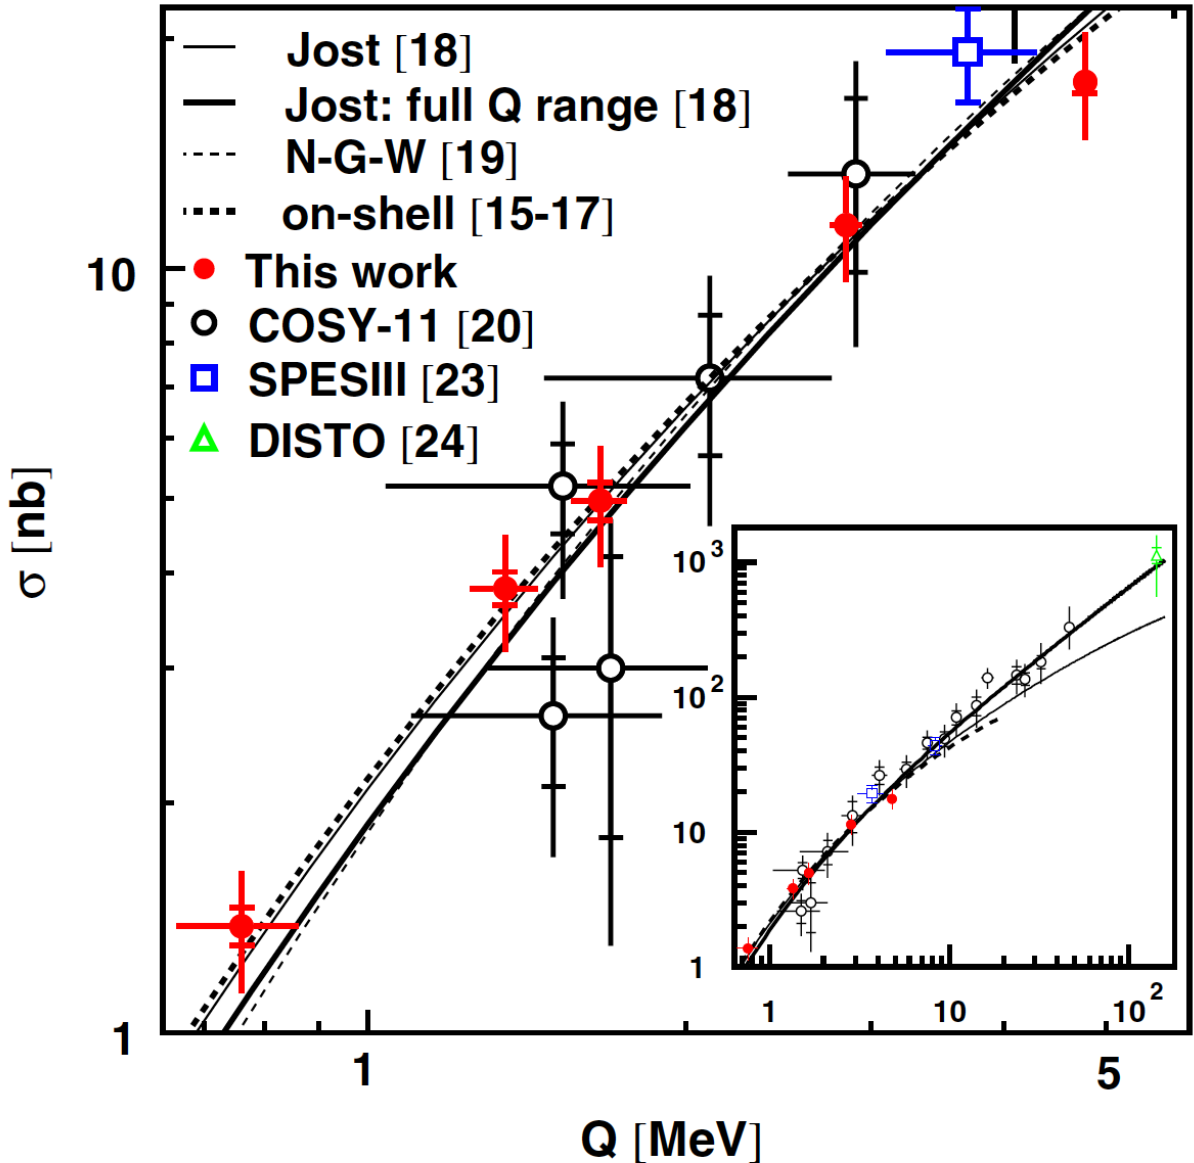 Jost [18]
Jost: full Q range [18]
N-G-W [19]
on-shell [15-17]
This work
COSY-11 [20]
SPESIII [23]
DISTO [24]
10
1
σ [nb]
1
5
Q [MeV]
10³
10²
10
1
1
10
10²